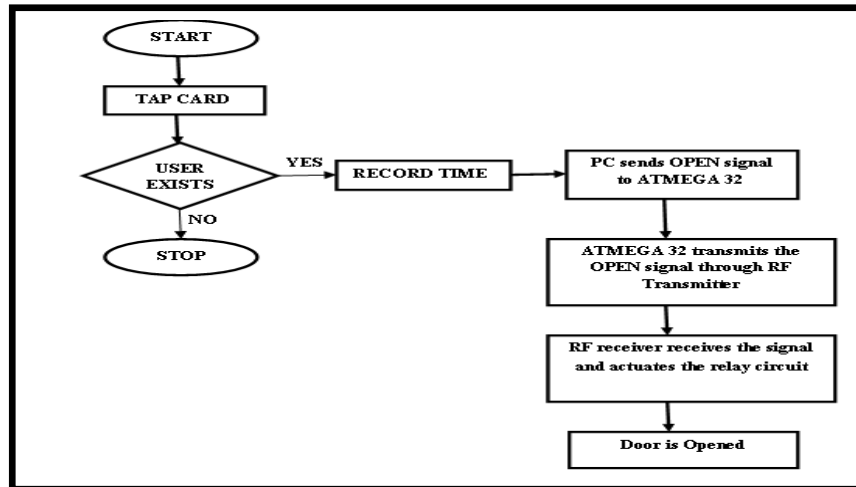 START
TAP CARD
USER
EXISTS
YES
NO
STOP
RECORD TIME
PC sends OPEN signal
to ATMEGA 32
ATMEGA 32 transmits the
OPEN signal through RF
Transmitter
RF receiver receives the signal
and actuates the relay circuit
Door is Opened